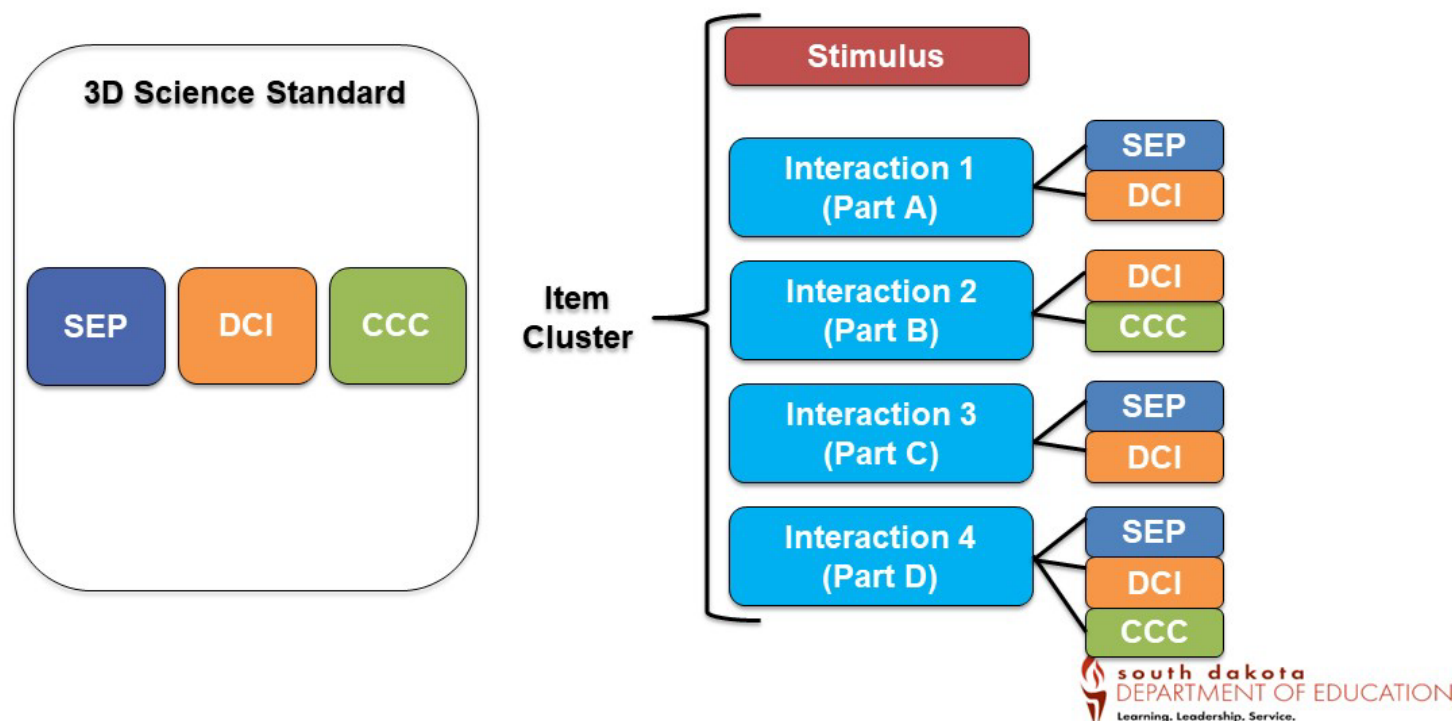 3D Science Standard
SEP
DCI
CCC
Item
Cluster
Stimulus
Interaction 1
(Part A)
SEP
DCI
Interaction 2
(Part B)
DCI
CCC
Interaction 3
(Part C)
SEP
DCI
Interaction 4
(Part D)
SEP
DCI
CCC
south dakota
DEPARTMENT OF EDUCATION
Learning. Leadership. Service.